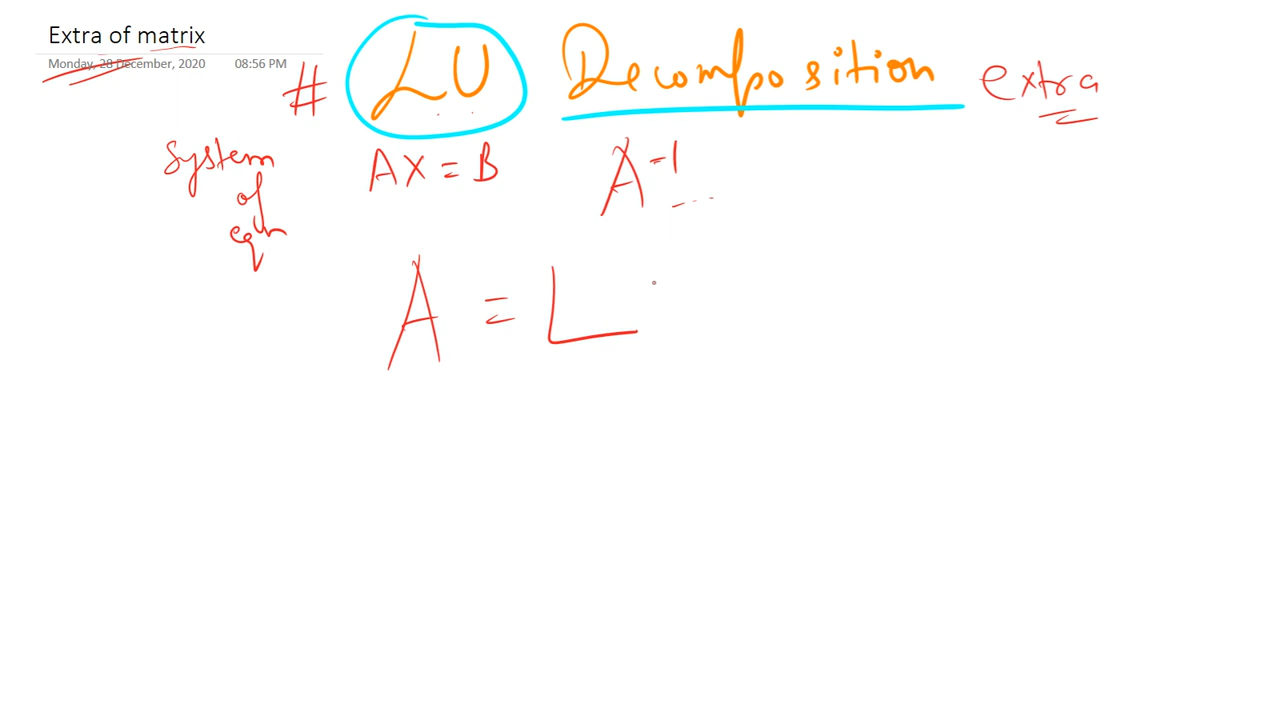 Extra of matrix
Monday, 28 December, 2020 08:56 PM
# LU Decomposition extra
System of eqn
AX = B
A-1
A = L